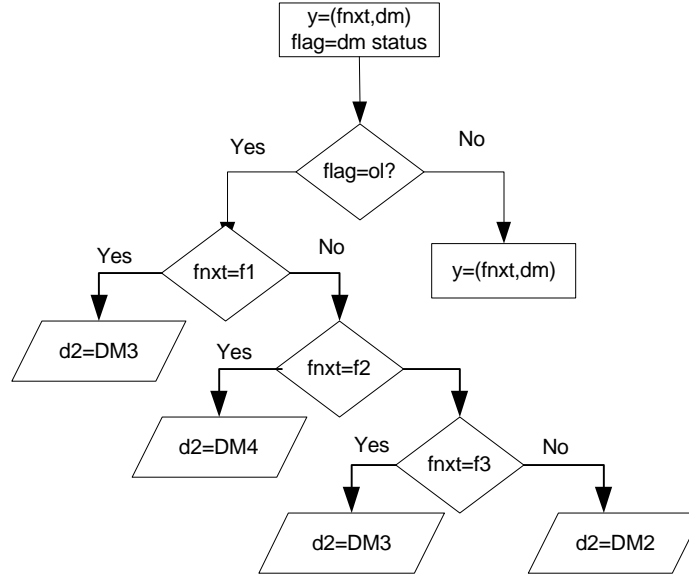 y=(fnxt,dm)
flag=dm status
Yes
No
flag=ol?
Yes
No
fnxt=f1
y=(fnxt,dm)
d2=DM3
Yes
fnxt=f2
d2=DM4
Yes
No
fnxt=f3
d2=DM3
d2=DM2